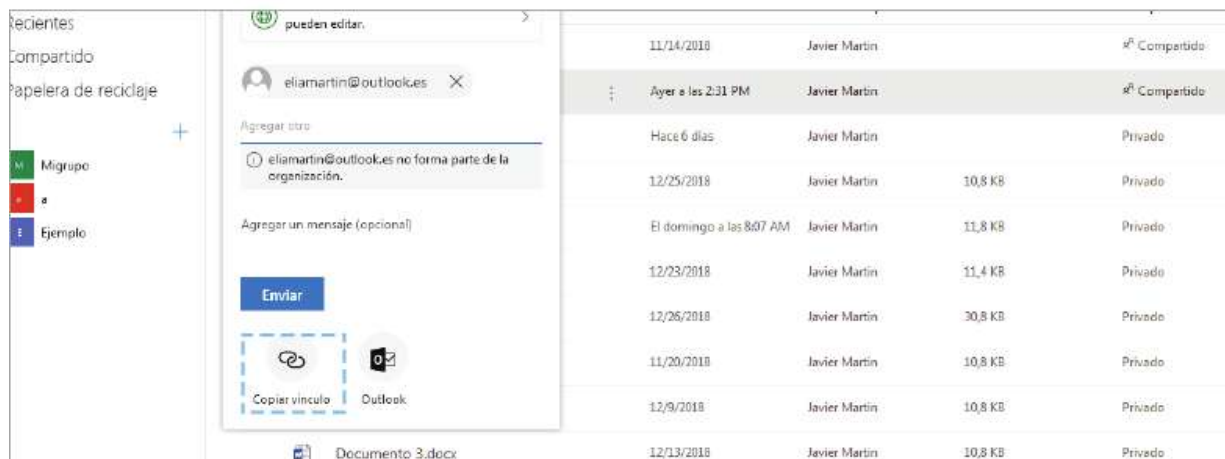 Recientes
Compartido
Papelera de reciclaje
M Migrupo
a a
E Ejemplo
pueden editar.
eliamartin@outlook.es
Agregar otro
eliamartin@outlook.es no forma parte de la
organización.
Agregar un mensaje (opcional)
Enviar
Copiar vínculo Outlook
Documento 3.docx
11/14/2018 Javier Martin Compartido
Ayer a las 2:31 PM Javier Martin Compartido
Hace 6 días Javier Martin Privado
12/25/2018 Javier Martin 10,8 KB Privado
El domingo a las 8:07 AM Javier Martin 11,8 KB Privado
12/23/2018 Javier Martin 11,4 KB Privado
12/26/2018 Javier Martin 30,8 KB Privado
11/20/2018 Javier Martin 10,8 KB Privado
12/9/2018 Javier Martin 10,8 KB Privado
12/13/2018 Javier Martin 10,8 KB Privado